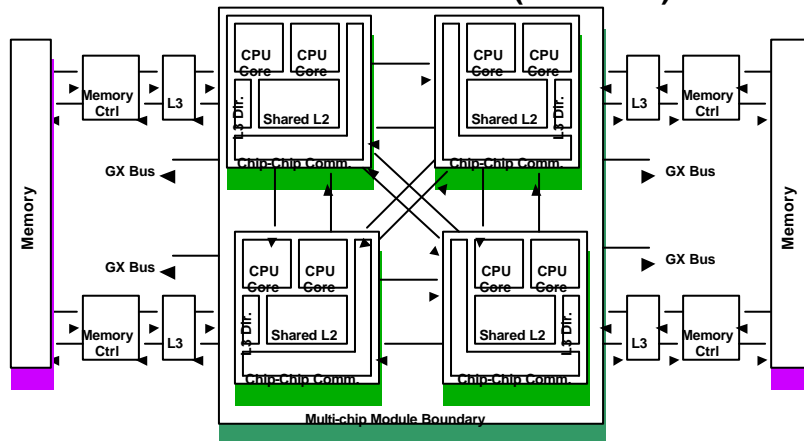 CPU
Core
CPU
Core
L3 Dir.
Shared L2
Chip-Chip Comm.
CPU
Core
CPU
Core
Shared L2
L3 Dir.
Chip-Chip Comm.
Memory
Memory
Ctrl
L3
GX Bus
L3
Memory
Ctrl
GX Bus
Memory
GX Bus
Memory
Ctrl
L3
GX Bus
L3
Memory
Ctrl
CPU
Core
CPU
Core
L3 Dir.
Shared L2
Chip-Chip Comm.
CPU
Core
CPU
Core
Shared L2
L3 Dir.
Chip-Chip Comm.
Multi-chip Module Boundary